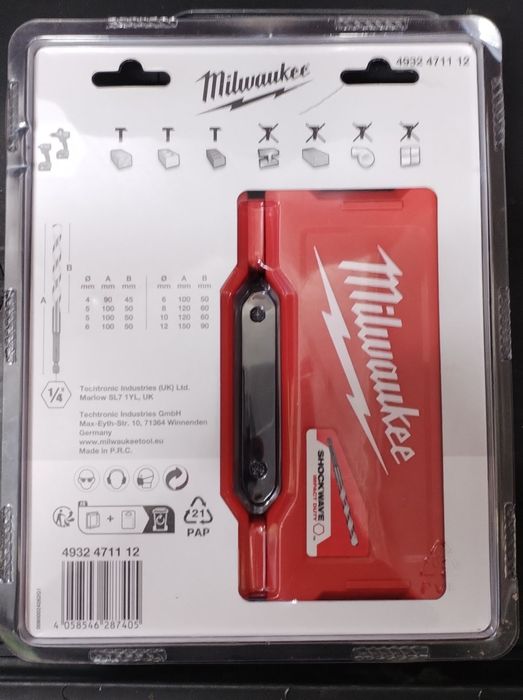 Milwaukee
4932 4711 12
B
A
Ø A B Ø A B
mm mm mm mm mm mm
4 90 45 6 100 50
5 100 50 8 120 60
5 100 50 10 120 60
6 100 50 12 150 90
1/4"
Techtronic Industries (UK) Ltd.
Marlow SL7 1YL, UK
Techtronic Industries GmbH
Max-Eyth-Str. 10, 71364 Winnenden
Germany
www.milwaukeetool.eu
Made in P.R.C.
21
PAP
4932 4711 12
4 058546 287405
Milwaukee
SHOCKWAVE
IMPACT DUTY